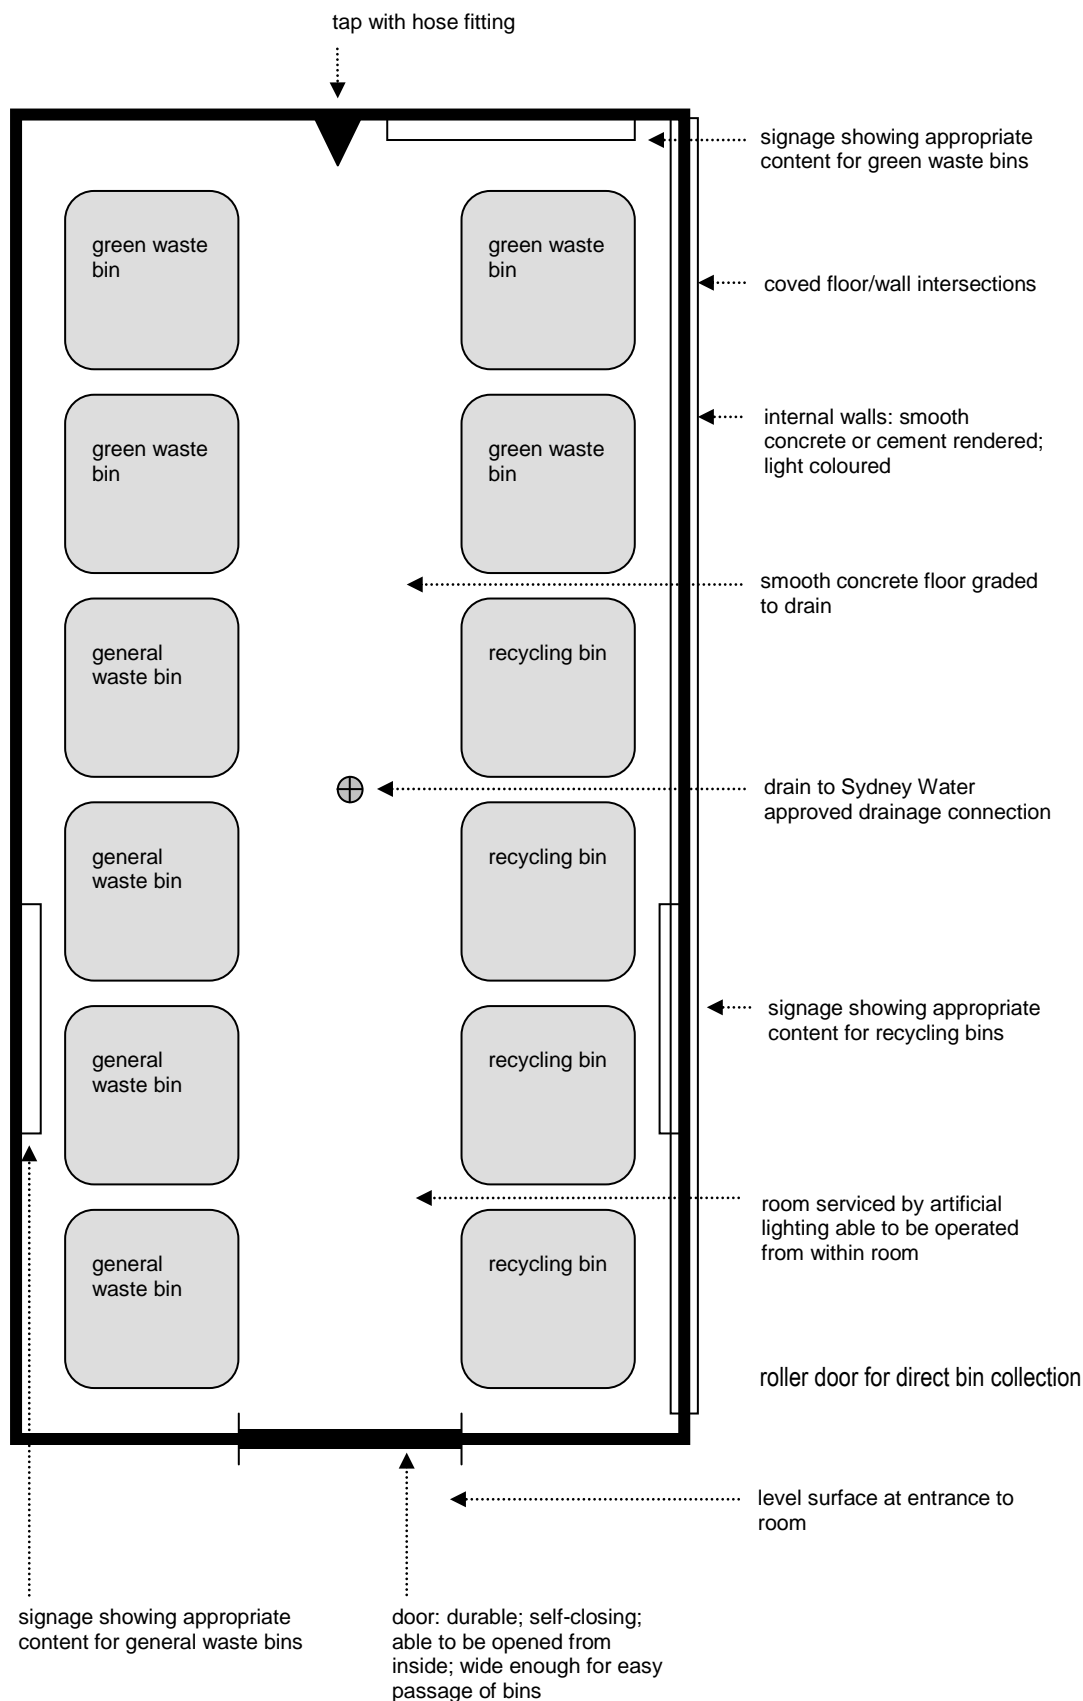 tap with hose fitting
signage showing appropriate
content for green waste bins
green waste
bin
green waste
bin
coved floor/wall intersections
green waste
bin
green waste
bin
internal walls: smooth
concrete or cement rendered;
light coloured
smooth concrete floor graded
to drain
general
waste bin
recycling bin
drain to Sydney Water
approved drainage connection
general
waste bin
recycling bin
signage showing appropriate
content for recycling bins
general
waste bin
recycling bin
room serviced by artificial
lighting able to be operated
from within room
general
waste bin
recycling bin
roller door for direct bin collection
level surface at entrance to
room
signage showing appropriate
content for general waste bins
door: durable; self-closing;
able to be opened from
inside; wide enough for easy
passage of bins